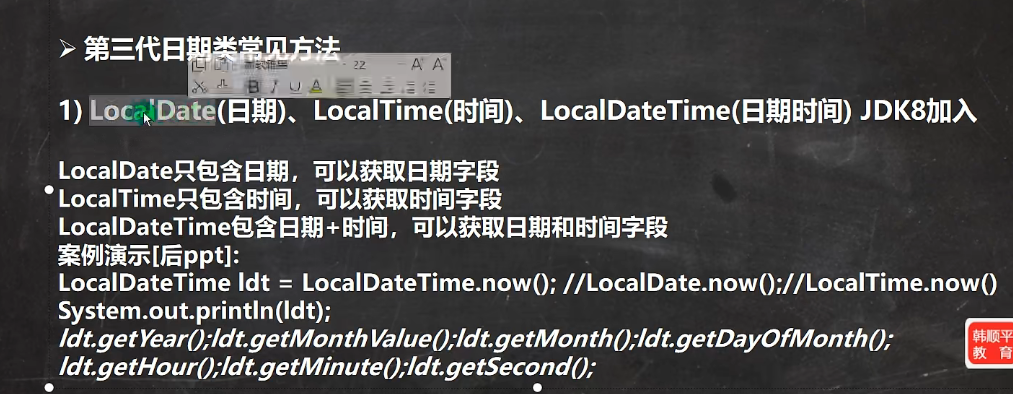 ➢ 第三代日期类常见方法
22 A A
B I U A
1) LocalDate(日期)、LocalTime(时间)、LocalDateTime(日期时间) JDK8加入
LocalDate只包含日期，可以获取日期字段
LocalTime只包含时间，可以获取时间字段
LocalDateTime包含日期+时间，可以获取日期和时间字段
案例演示[后ppt]:
LocalDateTime ldt = LocalDateTime.now(); //LocalDate.now();//LocalTime.now()
System.out.println(ldt);
ldt.getYear();ldt.getMonthValue();ldt.getMonth();ldt.getDayOfMonth();
ldt.getHour();ldt.getMinute();ldt.getSecond();
韩顺平
教 育